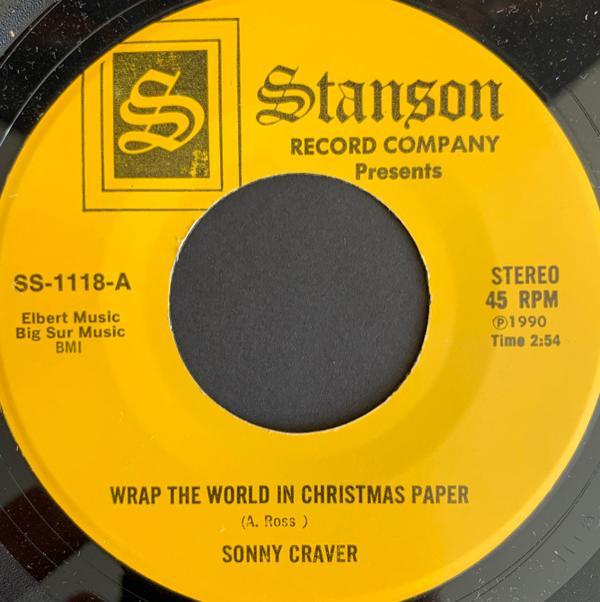 S
Stanson
RECORD COMPANY
Presents
SS-1118-A
Elbert Music
Big Sur Music
BMI
STEREO
45 RPM
℗1990
Time 2:54
WRAP THE WORLD IN CHRISTMAS PAPER
(A. Ross )
SONNY CRAVER